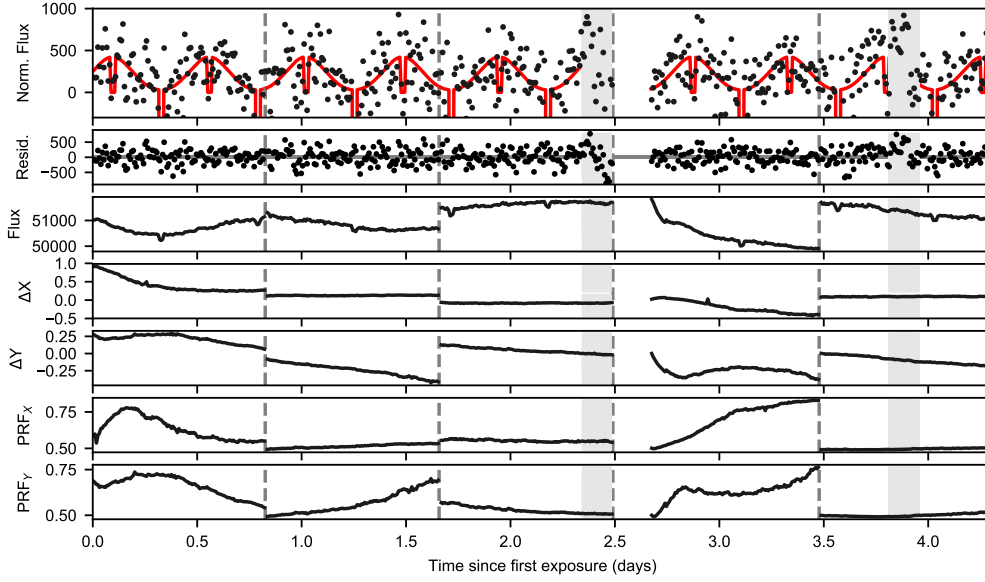 Norm. Flux
1000
500
0
Resid.
500
0
−500
Flux
51000
50000
ΔX
1.0
0.5
0.0
−0.5
ΔY
0.25
0.00
−0.25
PRFX
0.75
0.50
PRFY
0.75
0.50
0.0 0.5 1.0 1.5 2.0 2.5 3.0 3.5 4.0
Time since first exposure (days)